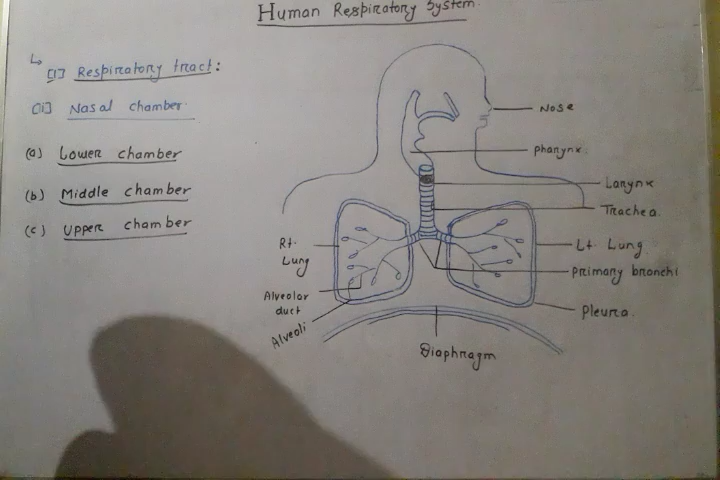 Human Respiratory System.
[i] Respiratory tract:
[ii] Nasal chamber.
(a) Lower chamber
(b) Middle chamber
(c) Upper chamber
Nose
Pharynx.
Larynx
Trachea.
Rt.
Lung
Lt. Lung.
Primary bronchi
Alveolar
duct
Alveoli
Pleura.
Diaphragm